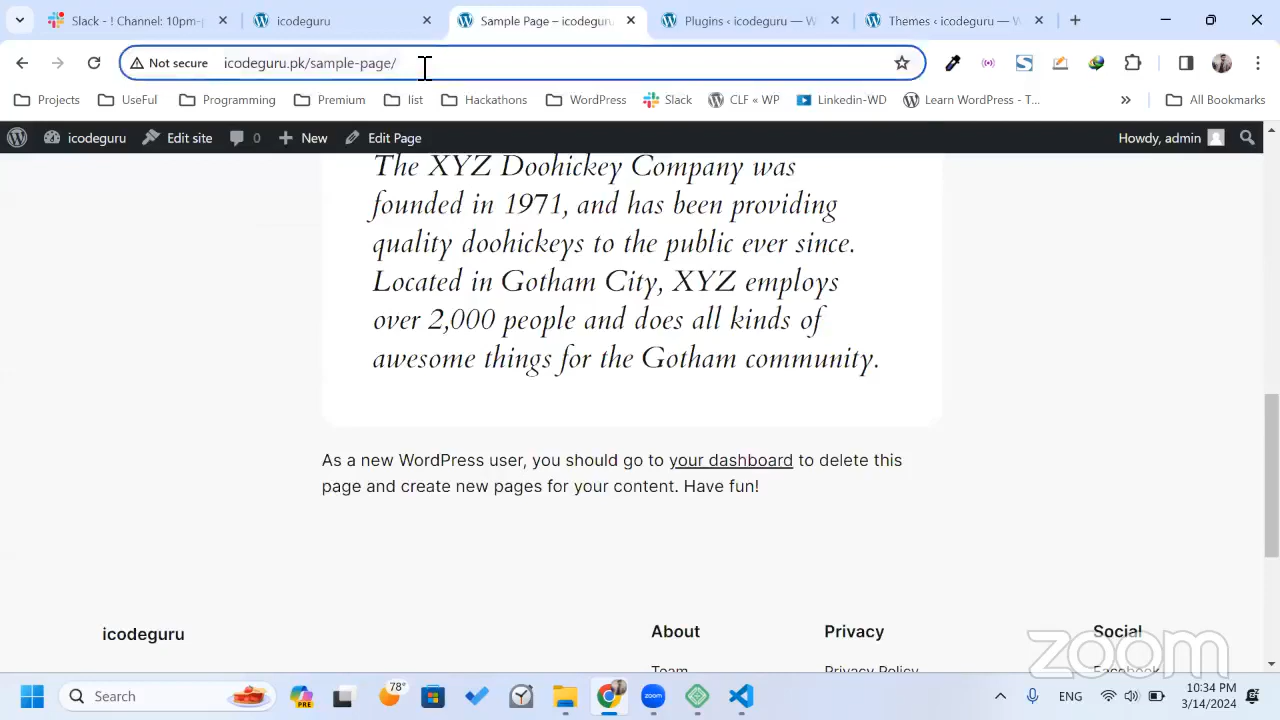 Slack - ! Channel: 10pm-
icodeguru
Sample Page – icodeguru
Plugins ‹ icodeguru — W
Themes ‹ icodeguru — W
Not secure
icodeguru.pk/sample-page/
Projects
UseFul
Programming
Premium
list
Hackathons
WordPress
Slack
CLF « WP
Linkedin-WD
Learn WordPress - T...
All Bookmarks
icodeguru
Edit site
0
New
Edit Page
Howdy, admin
The XYZ Doohickey Company was
founded in 1971, and has been providing
quality doohickeys to the public ever since.
Located in Gotham City, XYZ employs
over 2,000 people and does all kinds of
awesome things for the Gotham community.
As a new WordPress user, you should go to your dashboard to delete this
page and create new pages for your content. Have fun!
icodeguru
About
Privacy
Social
Team
Privacy Policy
Facebook
zoom
Search
PRE
78°
zoom
ENG
10:34 PM
3/14/2024